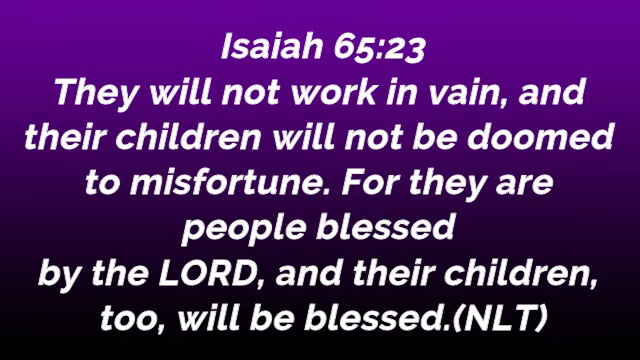 Isaiah 65:23
They will not work in vain, and
their children will not be doomed
to misfortune. For they are
people blessed
by the LORD, and their children,
too, will be blessed.(NLT)